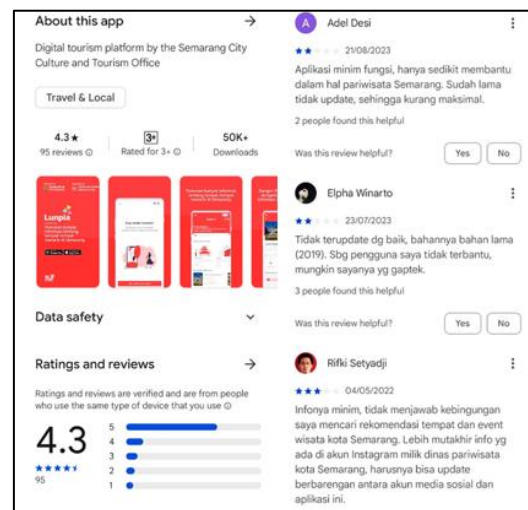 About this app
Digital tourism platform by the Semarang City
Culture and Tourism Office
Travel & Local
4.3★
95 reviews
3+
Rated for 3+
50K+
Downloads
Lunpia
Data safety
Ratings and reviews
Ratings and reviews are verified and are from people
who use the same type of device that you use
4.3
95
5
4
3
2
1
A
Adel Desi
21/08/2023
Aplikasi minim fungsi, hanya sedikit membantu
dalam hal pariwisata Semarang. Sudah lama
tidak update, sehingga kurang maksimal.
2 people found this helpful
Was this review helpful?
Yes
No
Elpha Winarto
23/07/2023
Tidak terupdate dg baik, bahannya bahan lama
(2019). Sbg pengguna saya tidak terbantu,
mungkin sayanya yg gaptek.
3 people found this helpful
Was this review helpful?
Yes
No
Rifki Setyadji
04/05/2022
Infonya minim, tidak menjawab kebingungan
saya mencari rekomendasi tempat dan event
wisata kota Semarang. Lebih mutakhir info yg
ada di akun Instagram milik dinas pariwisata
kota Semarang, harusnya bisa update
berbarengan antara akun media sosial dan
aplikasi ini.